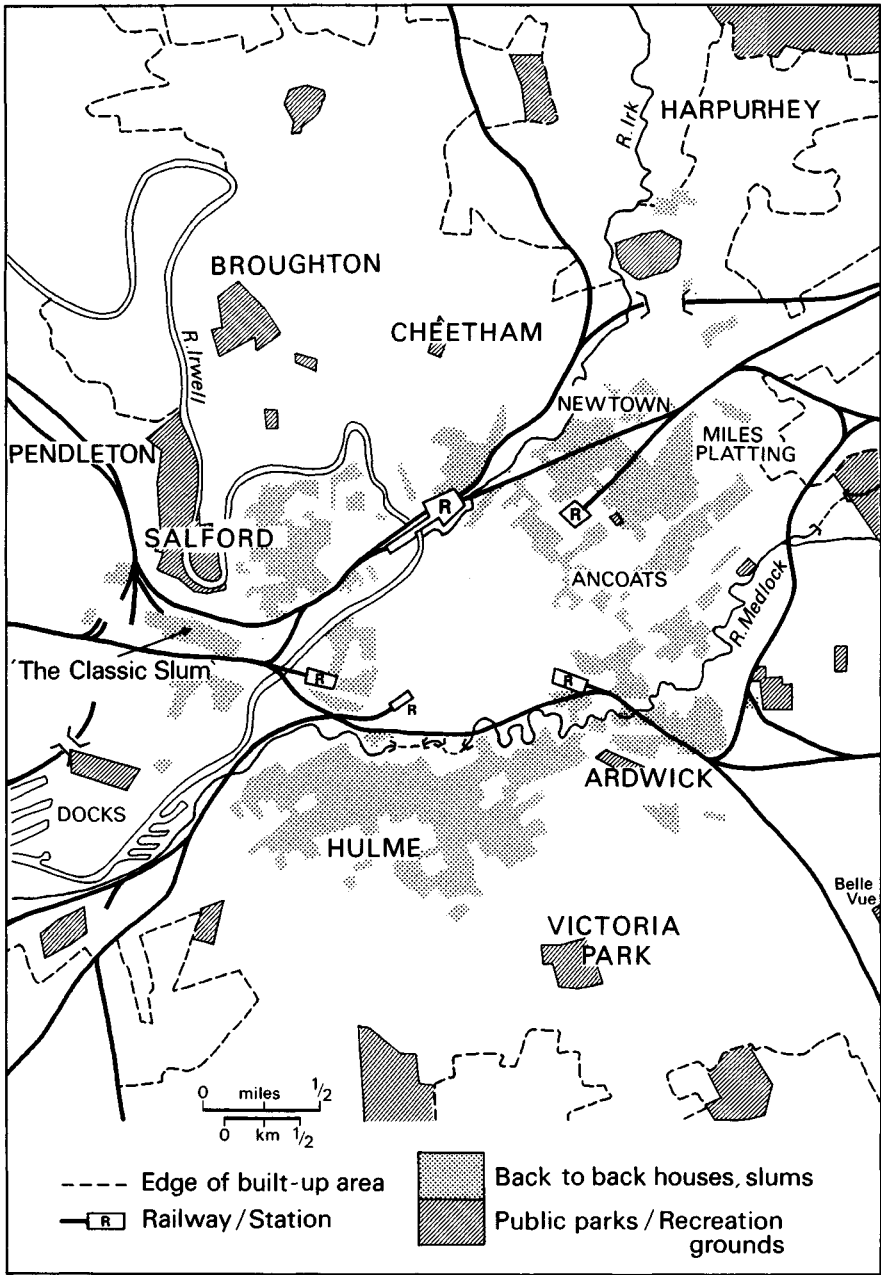 HARPURHEY
R. Irk
BROUGHTON
CHEETHAM
R. Irwell
NEWTOWN
PENDLETON
MILES
PLATTING
R
R
SALFORD
ANCOATS
R. Medlock
'The Classic Slum'
R
R
R
ARDWICK
DOCKS
HULME
Belle
Vue
VICTORIA
PARK
0 miles 1/2
0 km 1/2
Edge of built-up area
R Railway/Station
Back to back houses, slums
Public parks / Recreation
grounds